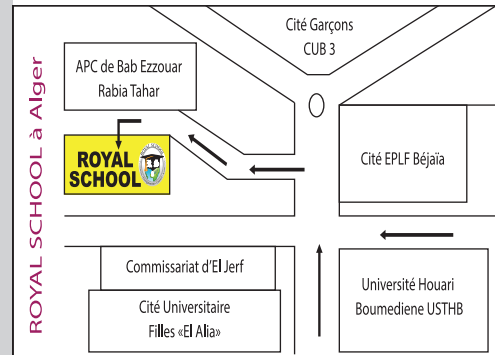 ROYAL SCHOOL à Alger
Cité Garçons
CUB 3
APC de Bab Ezzouar
Rabia Tahar
ROYAL
SCHOOL
Cité EPLF Béjaïa
Commissariat d'El Jerf
Cité Universitaire
Filles «El Alia»
Université Houari
Boumediene USTHB